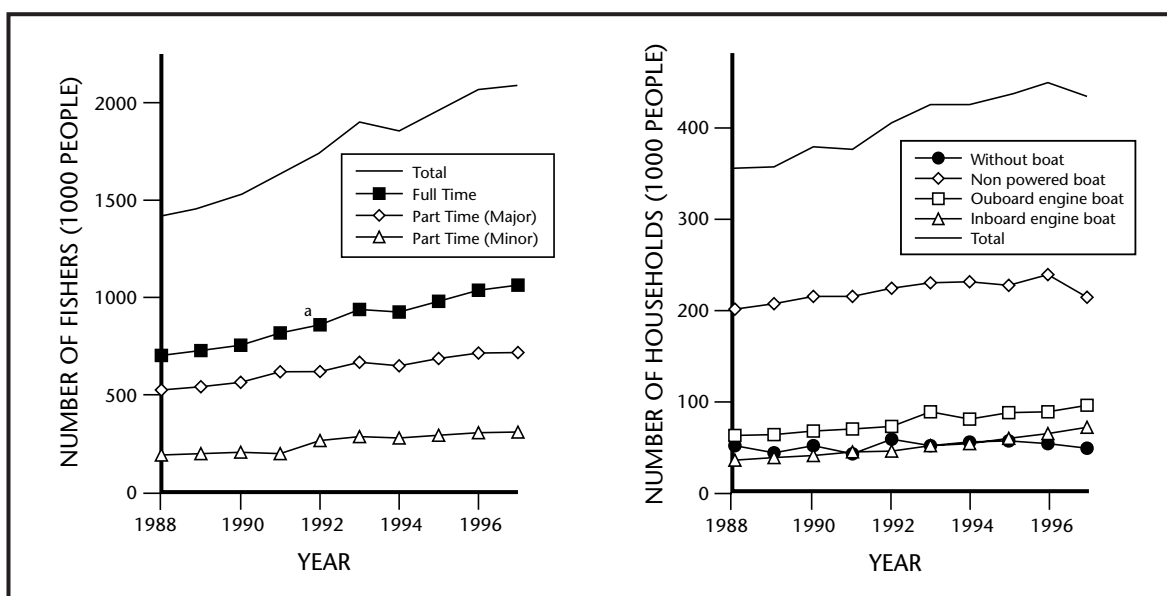 NUMBER OF FISHERS (1000 PEOPLE)
2000
1500
1000
500
0
Total
Full Time
Part Time (Major)
Part Time (Minor)
a
1988
1990
1992
1994
1996
YEAR
NUMBER OF HOUSEHOLDS (1000 PEOPLE)
400
300
200
100
0
Without boat
Non powered boat
Ouboard engine boat
Inboard engine boat
Total
1988
1990
1992
1994
1996
YEAR